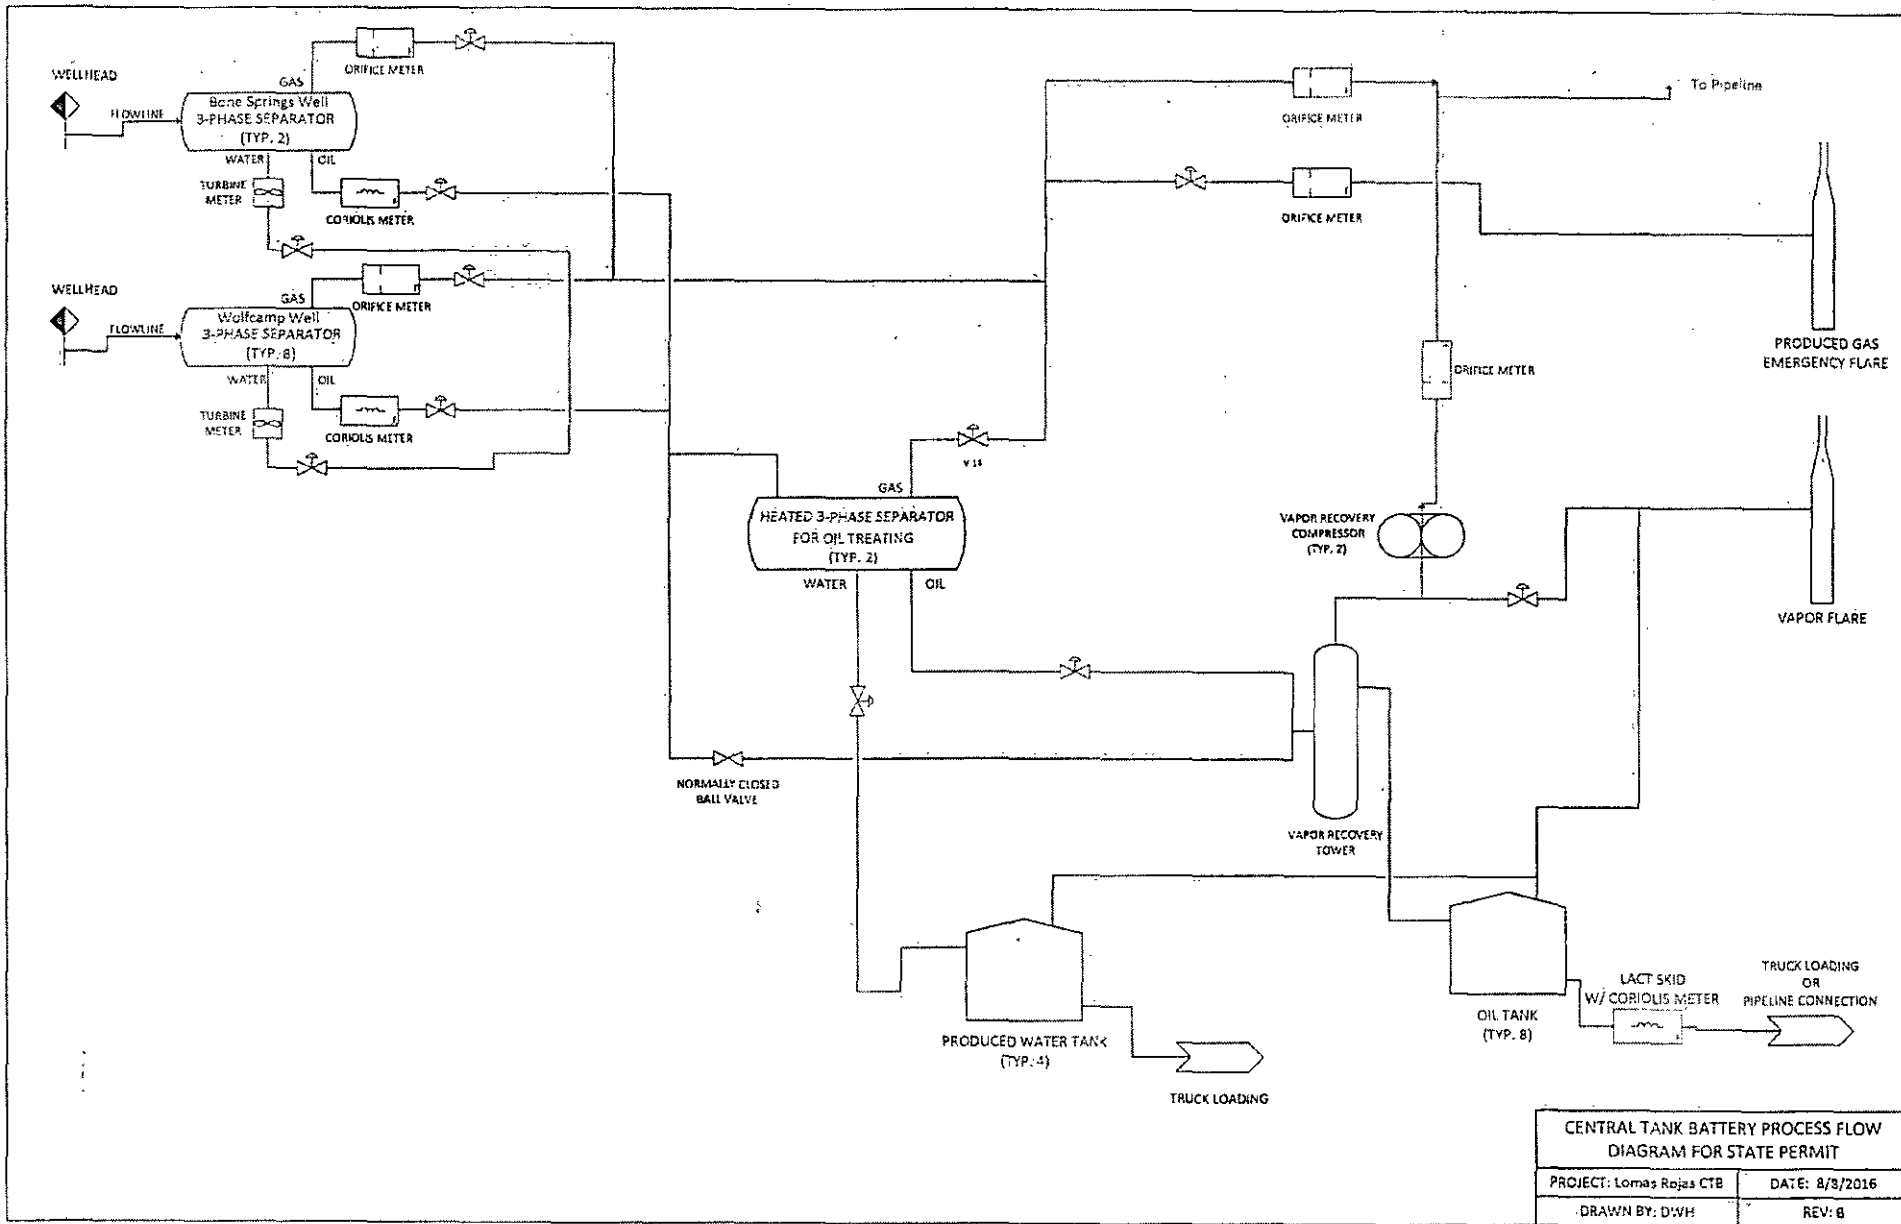 WELLHEAD
FLOWLINE
GAS
Bone Springs Well
3-PHASE SEPARATOR
(TYP. 2)
WATER
OIL
ORIFICE METER
TURBINE
METER
CORIOLIS METER
WELLHEAD
FLOWLINE
GAS
Wolfcamp Well
3-PHASE SEPARATOR
(TYP. 8)
WATER
OIL
ORIFICE METER
TURBINE
METER
CORIOLIS METER
ORIFICE METER
To Pipeline
ORIFICE METER
PRODUCED GAS
EMERGENCY FLARE
ORIFICE METER
GAS
HEATED 3-PHASE SEPARATOR
FOR OIL TREATING
(TYP. 2)
WATER
OIL
VAPOR RECOVERY
COMPRESSOR
(TYP. 2)
VAPOR FLARE
NORMALLY CLOSED
BALL VALVE
VAPOR RECOVERY
TOWER
PRODUCED WATER TANK
(TYP. 4)
TRUCK LOADING
OIL TANK
(TYP. 8)
LACT SKID
W/ CORIOLIS METER
TRUCK LOADING
OR
PIPELINE CONNECTION
CENTRAL TANK BATTERY PROCESS FLOW
DIAGRAM FOR STATE PERMIT
PROJECT: Lomas Rojas CTB
DATE: 8/8/2016
DRAWN BY: DWH
REV: